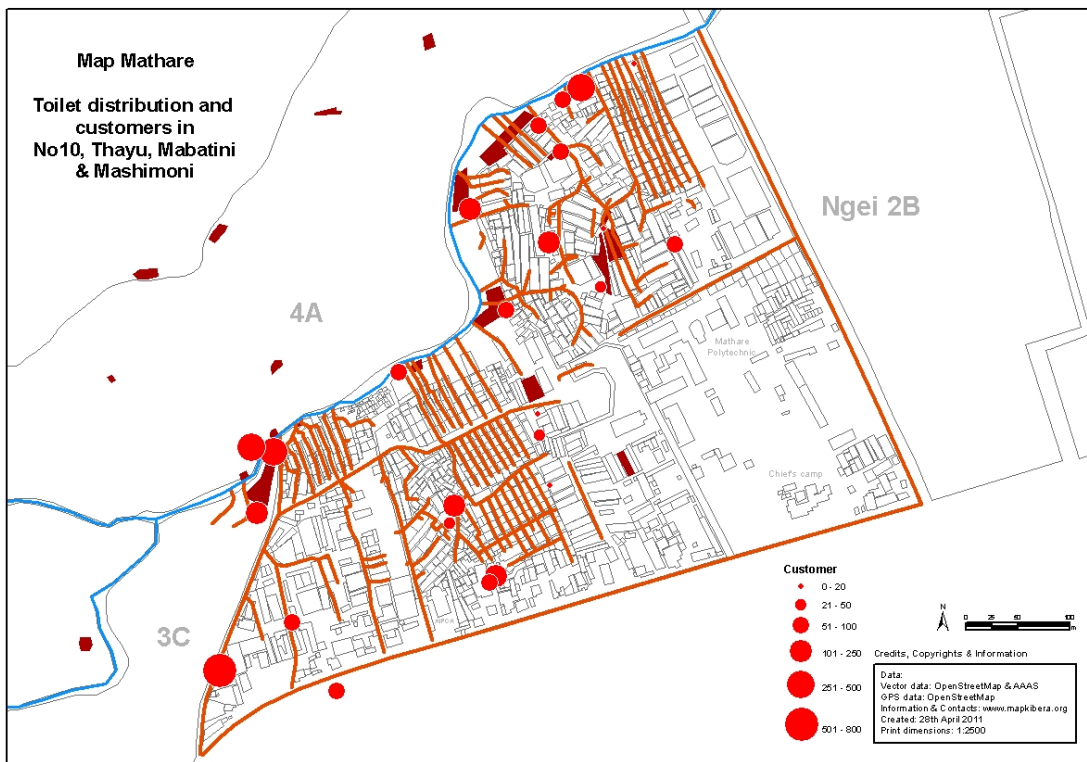 Map Mathare
Toilet distribution and
customers in
No10, Thayu, Mabatini
& Mashimoni
Ngei 2B
4A
Mathare
Polytechnic
Chief's camp
3C
AIPCA
Customer
0 - 20
21 - 50
51 - 100
101 - 250
251 - 500
501 - 800
N
0 25 50 100
m
Credits, Copyrights & Information
Data:
Vector data: OpenStreetMap & AAAS
GPS data: OpenStreetMap
Information & Contacts: www.mapkibera.org
Created: 28th April 2011
Print dimensions: 1:2500